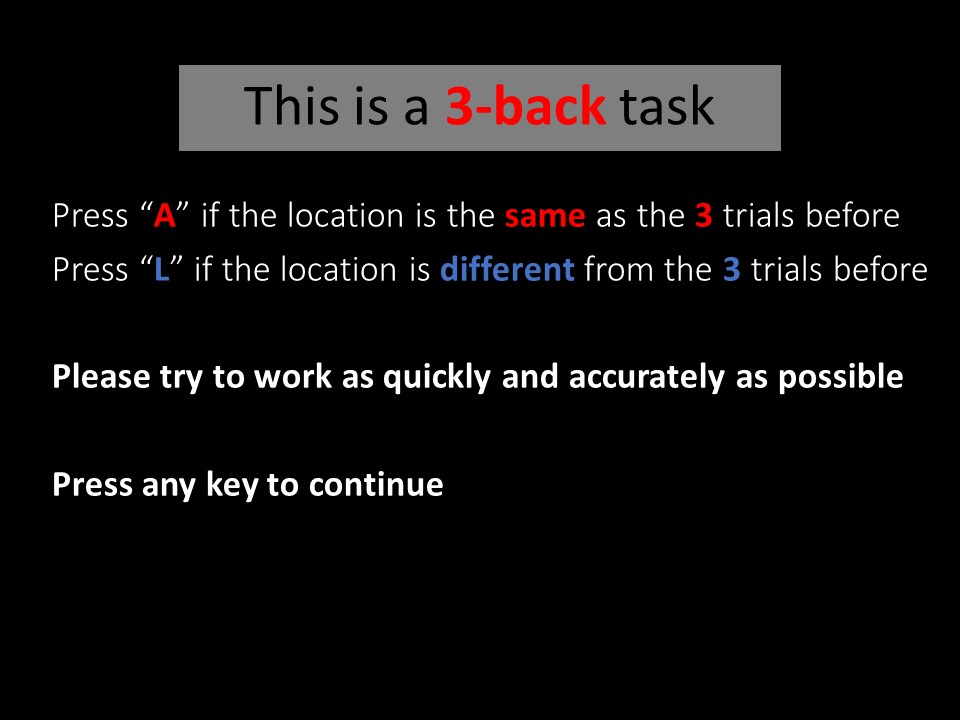 This is a 3-back task
Press “A” if the location is the same as the 3 trials before
Press “L” if the location is different from the 3 trials before
Please try to work as quickly and accurately as possible
Press any key to continue